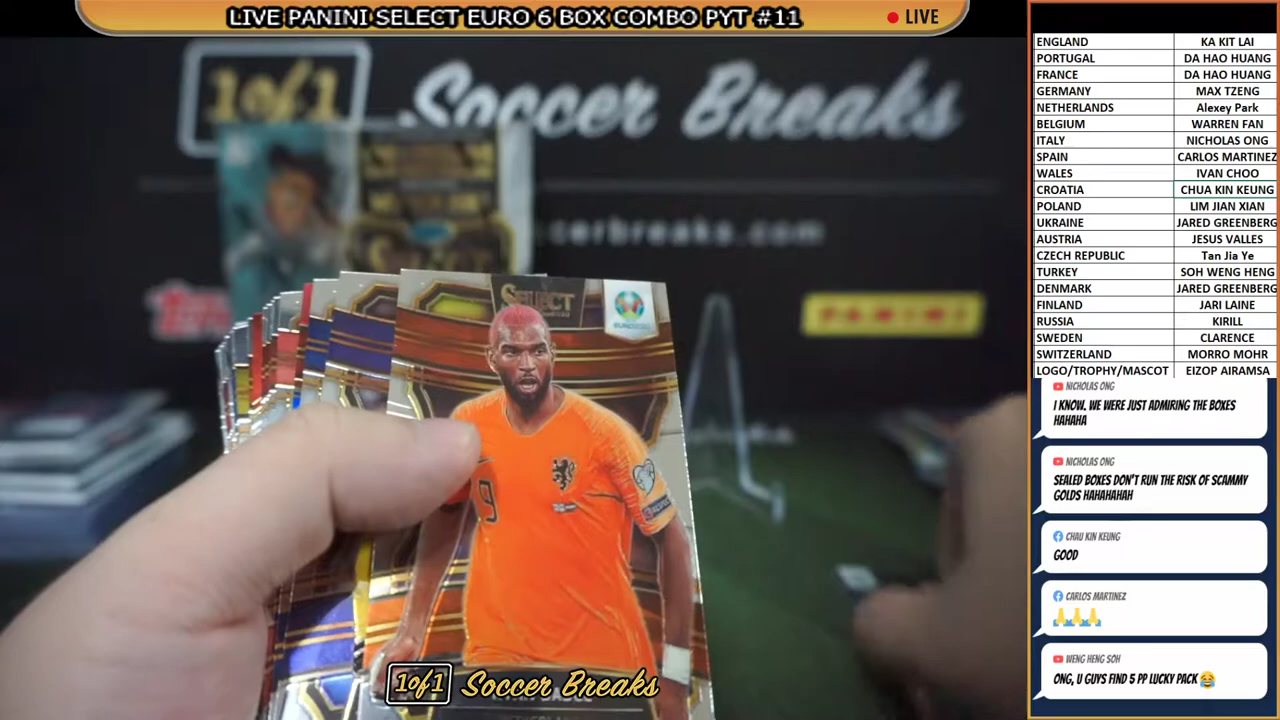 LIVE PANINI SELECT EURO 6 BOX COMBO PYT #11
LIVE
1of1 Soccer Breaks
PANINI
SELECT
EURO2020
19
1of1 Soccer Breaks
ENGLAND KA KIT LAI
PORTUGAL DA HAO HUANG
FRANCE DA HAO HUANG
GERMANY MAX TZENG
NETHERLANDS Alexey Park
BELGIUM WARREN FAN
ITALY NICHOLAS ONG
SPAIN CARLOS MARTINEZ
WALES IVAN CHOO
CROATIA CHUA KIN KEUNG
POLAND LIM JIAN XIAN
UKRAINE JARED GREENBERG
AUSTRIA JESUS VALLES
CZECH REPUBLIC Tan Jia Ye
TURKEY SOH WENG HENG
DENMARK JARED GREENBERG
FINLAND JARI LAINE
RUSSIA KIRILL
SWEDEN CLARENCE
SWITZERLAND MORRO MOHR
LOGO/TROPHY/MASCOT EIZOP AIRAMSA
NICHOLAS ONG
I KNOW. WE WERE JUST ADMIRING THE BOXES
HAHAHA
NICHOLAS ONG
SEALED BOXES DON'T RUN THE RISK OF SCAMMY
GOLDS HAHAHAHAH
CHAU KIN KEUNG
GOOD
CARLOS MARTINEZ
🙏🙏🙏
WENG HENG SOH
ONG, U GUYS FIND 5 PP LUCKY PACK 😂